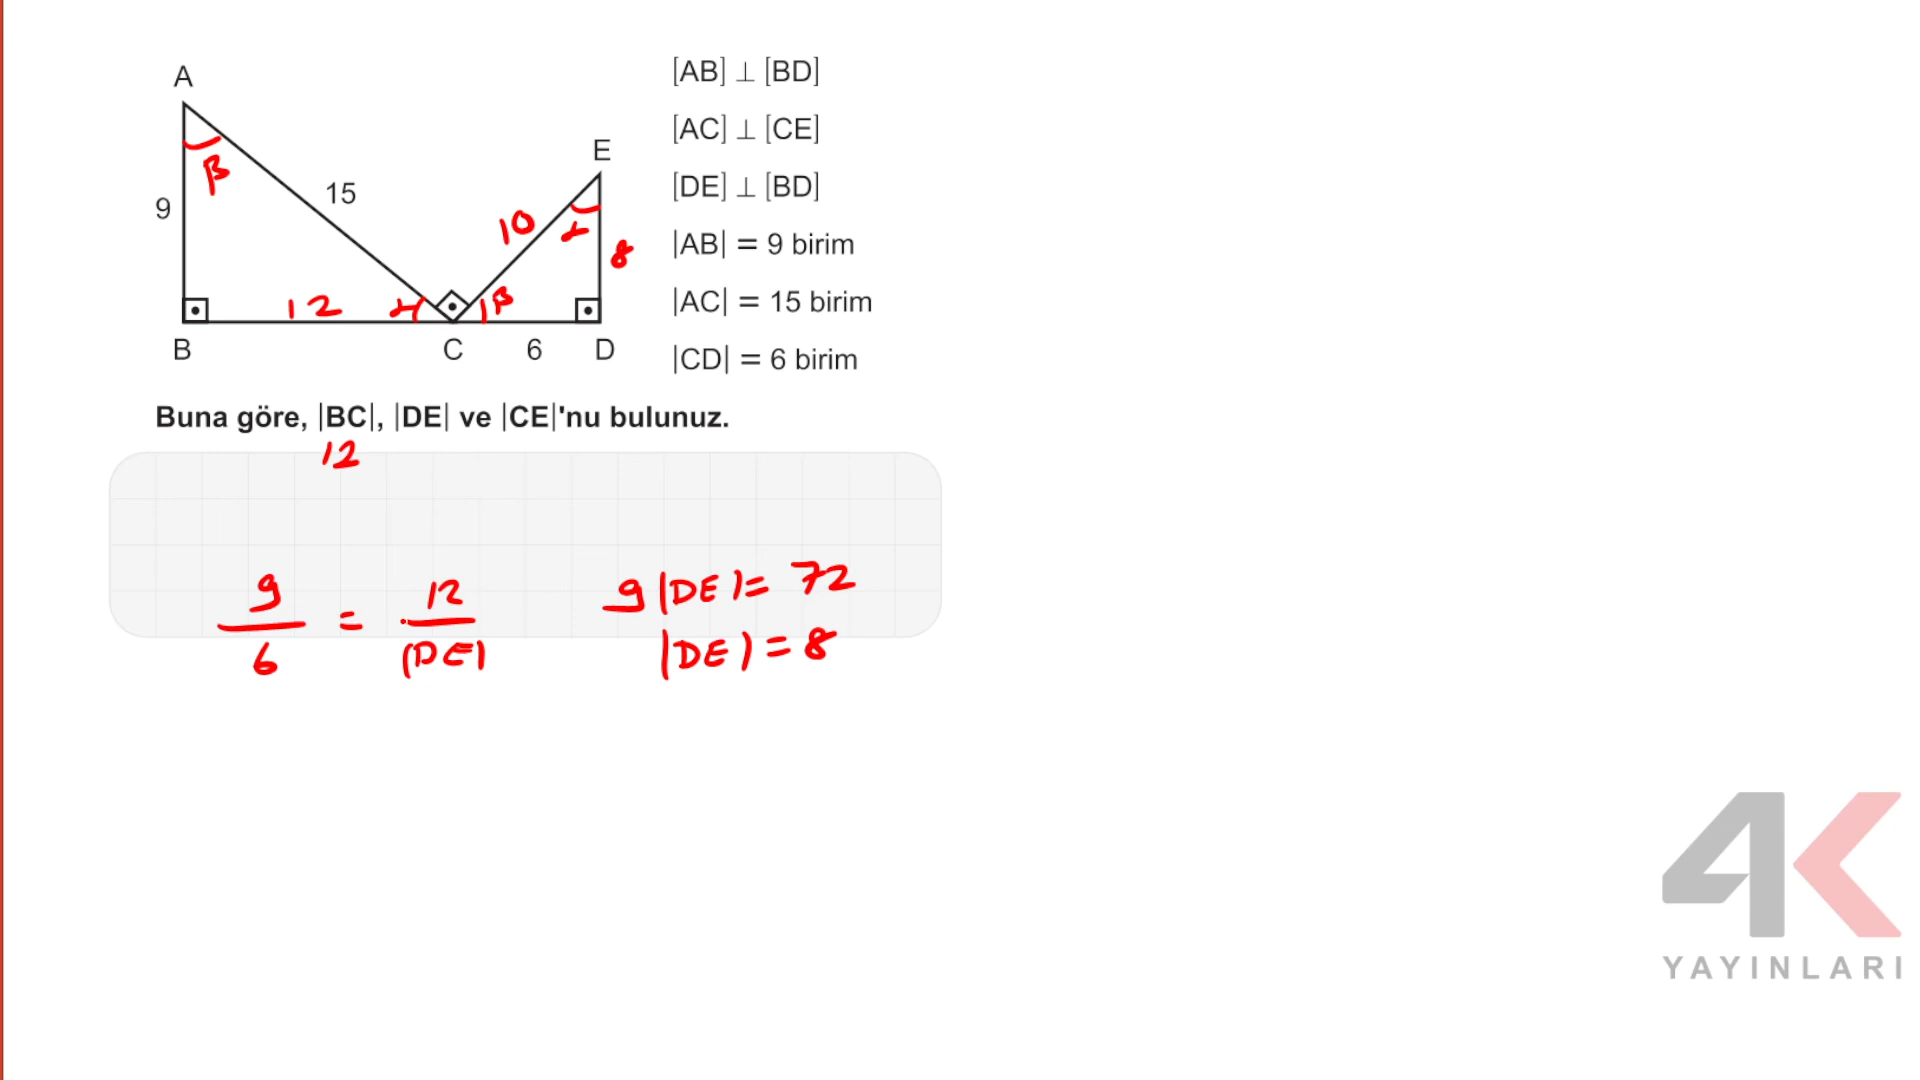 A
[AB] ⊥ [BD]
[AC] ⊥ [CE]
E
β
15
[DE] ⊥ [BD]
9
10
α
8
|AB| = 9 birim
12
α
β
|AC| = 15 birim
B
C
6
D
|CD| = 6 birim
Buna göre, |BC|, |DE| ve |CE|'nu bulunuz.
12
9/6 = 12/|DE|
9|DE| = 72
|DE| = 8
4K
YAYINLARI